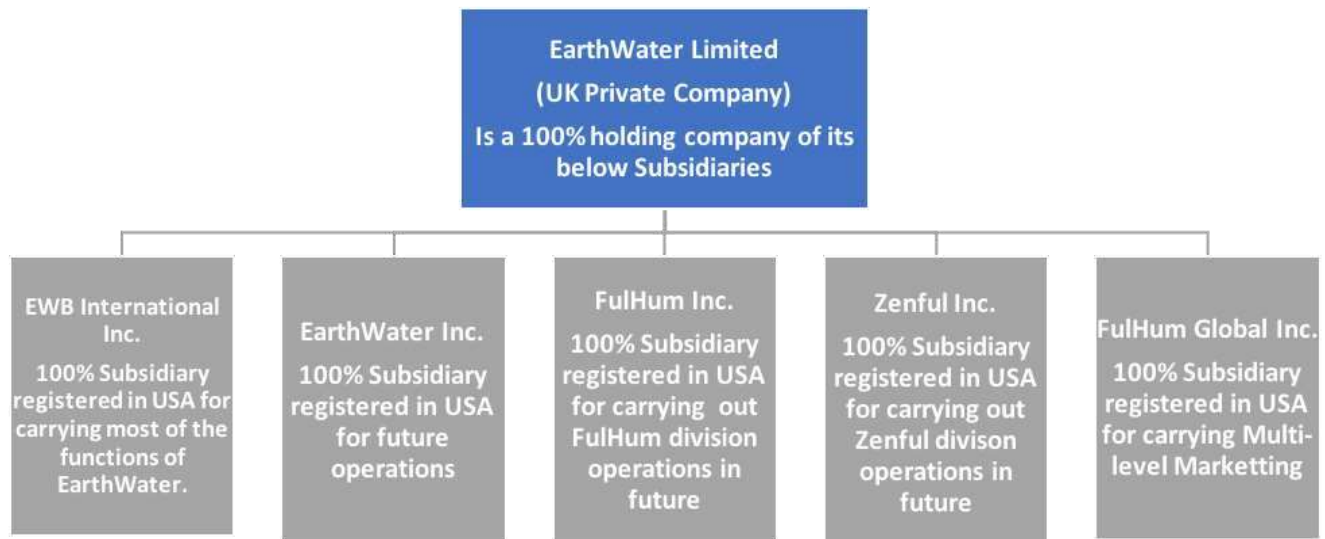 EarthWater Limited
(UK Private Company)
Is a 100% holding company of its
below Subsidiaries
EWB International
Inc.
100% Subsidiary
registered in USA for
carrying most of the
functions of
EarthWater.
EarthWater Inc.
100% Subsidiary
registered in USA
for future
operations
FulHum Inc.
100% Subsidiary
registered in USA
for carrying out
FulHum division
operations in
future
Zenful Inc.
100% Subsidiary
registered in USA
for carrying out
Zenful divison
operations in
future
FulHum Global Inc.
100% Subsidiary
registered in USA
for carrying Multi-
level Marketting